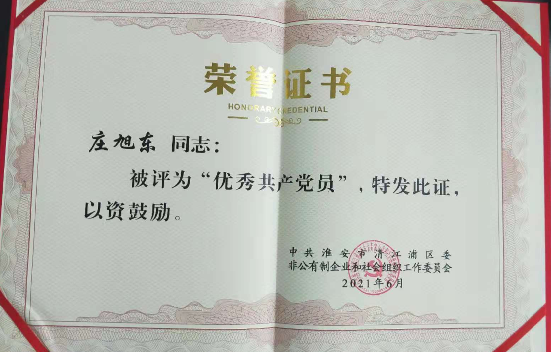 荣誉证书
HONORARY CREDENTIAL
庄旭东 同志：
被评为“优秀共产党员”，特发此证，
以资鼓励。
中共淮安市清江浦区委
非公有制企业和社会组织工作委员会
2021年6月